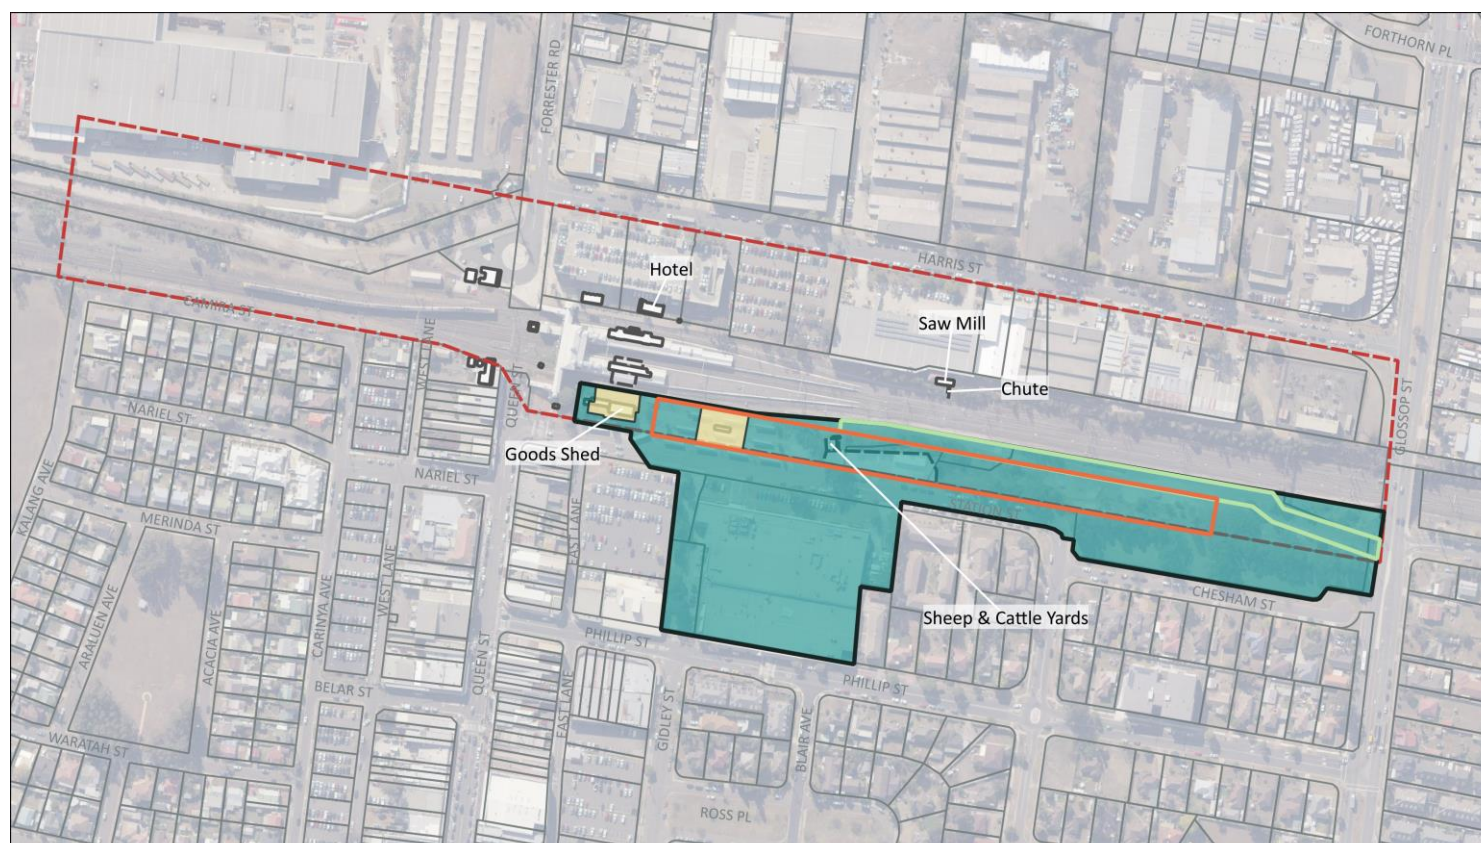 FORTHORN PL
FORRESTER RD
HARRIS ST
Hotel
Saw Mill
Chute
CAMIRA ST
WEST LANE
QUEEN ST
GLOSSOP ST
NARIEL ST
Goods Shed
NARIEL ST
KALANG AVE
MERINDA ST
EAST LANE
STATION ST
WEST LANE
CARINYA AVE
ARALUEN AVE
ACACIA AVE
CHESHAM ST
Sheep & Cattle Yards
PHILLIP ST
QUEEN ST
PHILLIP ST
BELAR ST
EAST LANE
GIDLEY ST
BLAIR AVE
WARATAH ST
ROSS PL